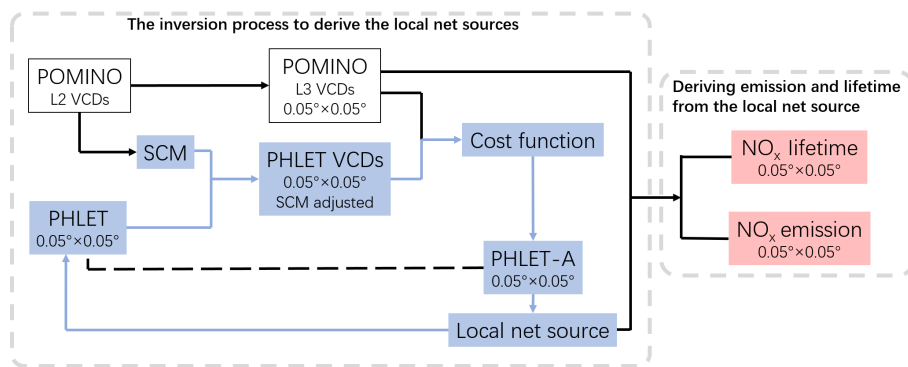 The inversion process to derive the local net sources
POMINO
L2 VCDs
POMINO
L3 VCDs
0.05°×0.05°
SCM
PHLET VCDs
0.05°×0.05°
SCM adjusted
Cost function
PHLET
0.05°×0.05°
PHLET-A
0.05°×0.05°
Local net source
Deriving emission and lifetime
from the local net source
NOₓ lifetime
0.05°×0.05°
NOₓ emission
0.05°×0.05°